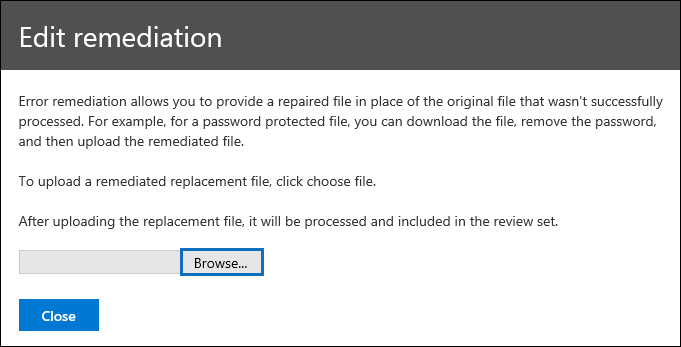 Edit remediation
Error remediation allows you to provide a repaired file in place of the original file that wasn't successfully
processed. For example, for a password protected file, you can download the file, remove the password,
and then upload the remediated file.
To upload a remediated replacement file, click choose file.
After uploading the replacement file, it will be processed and included in the review set.
Browse...
Close